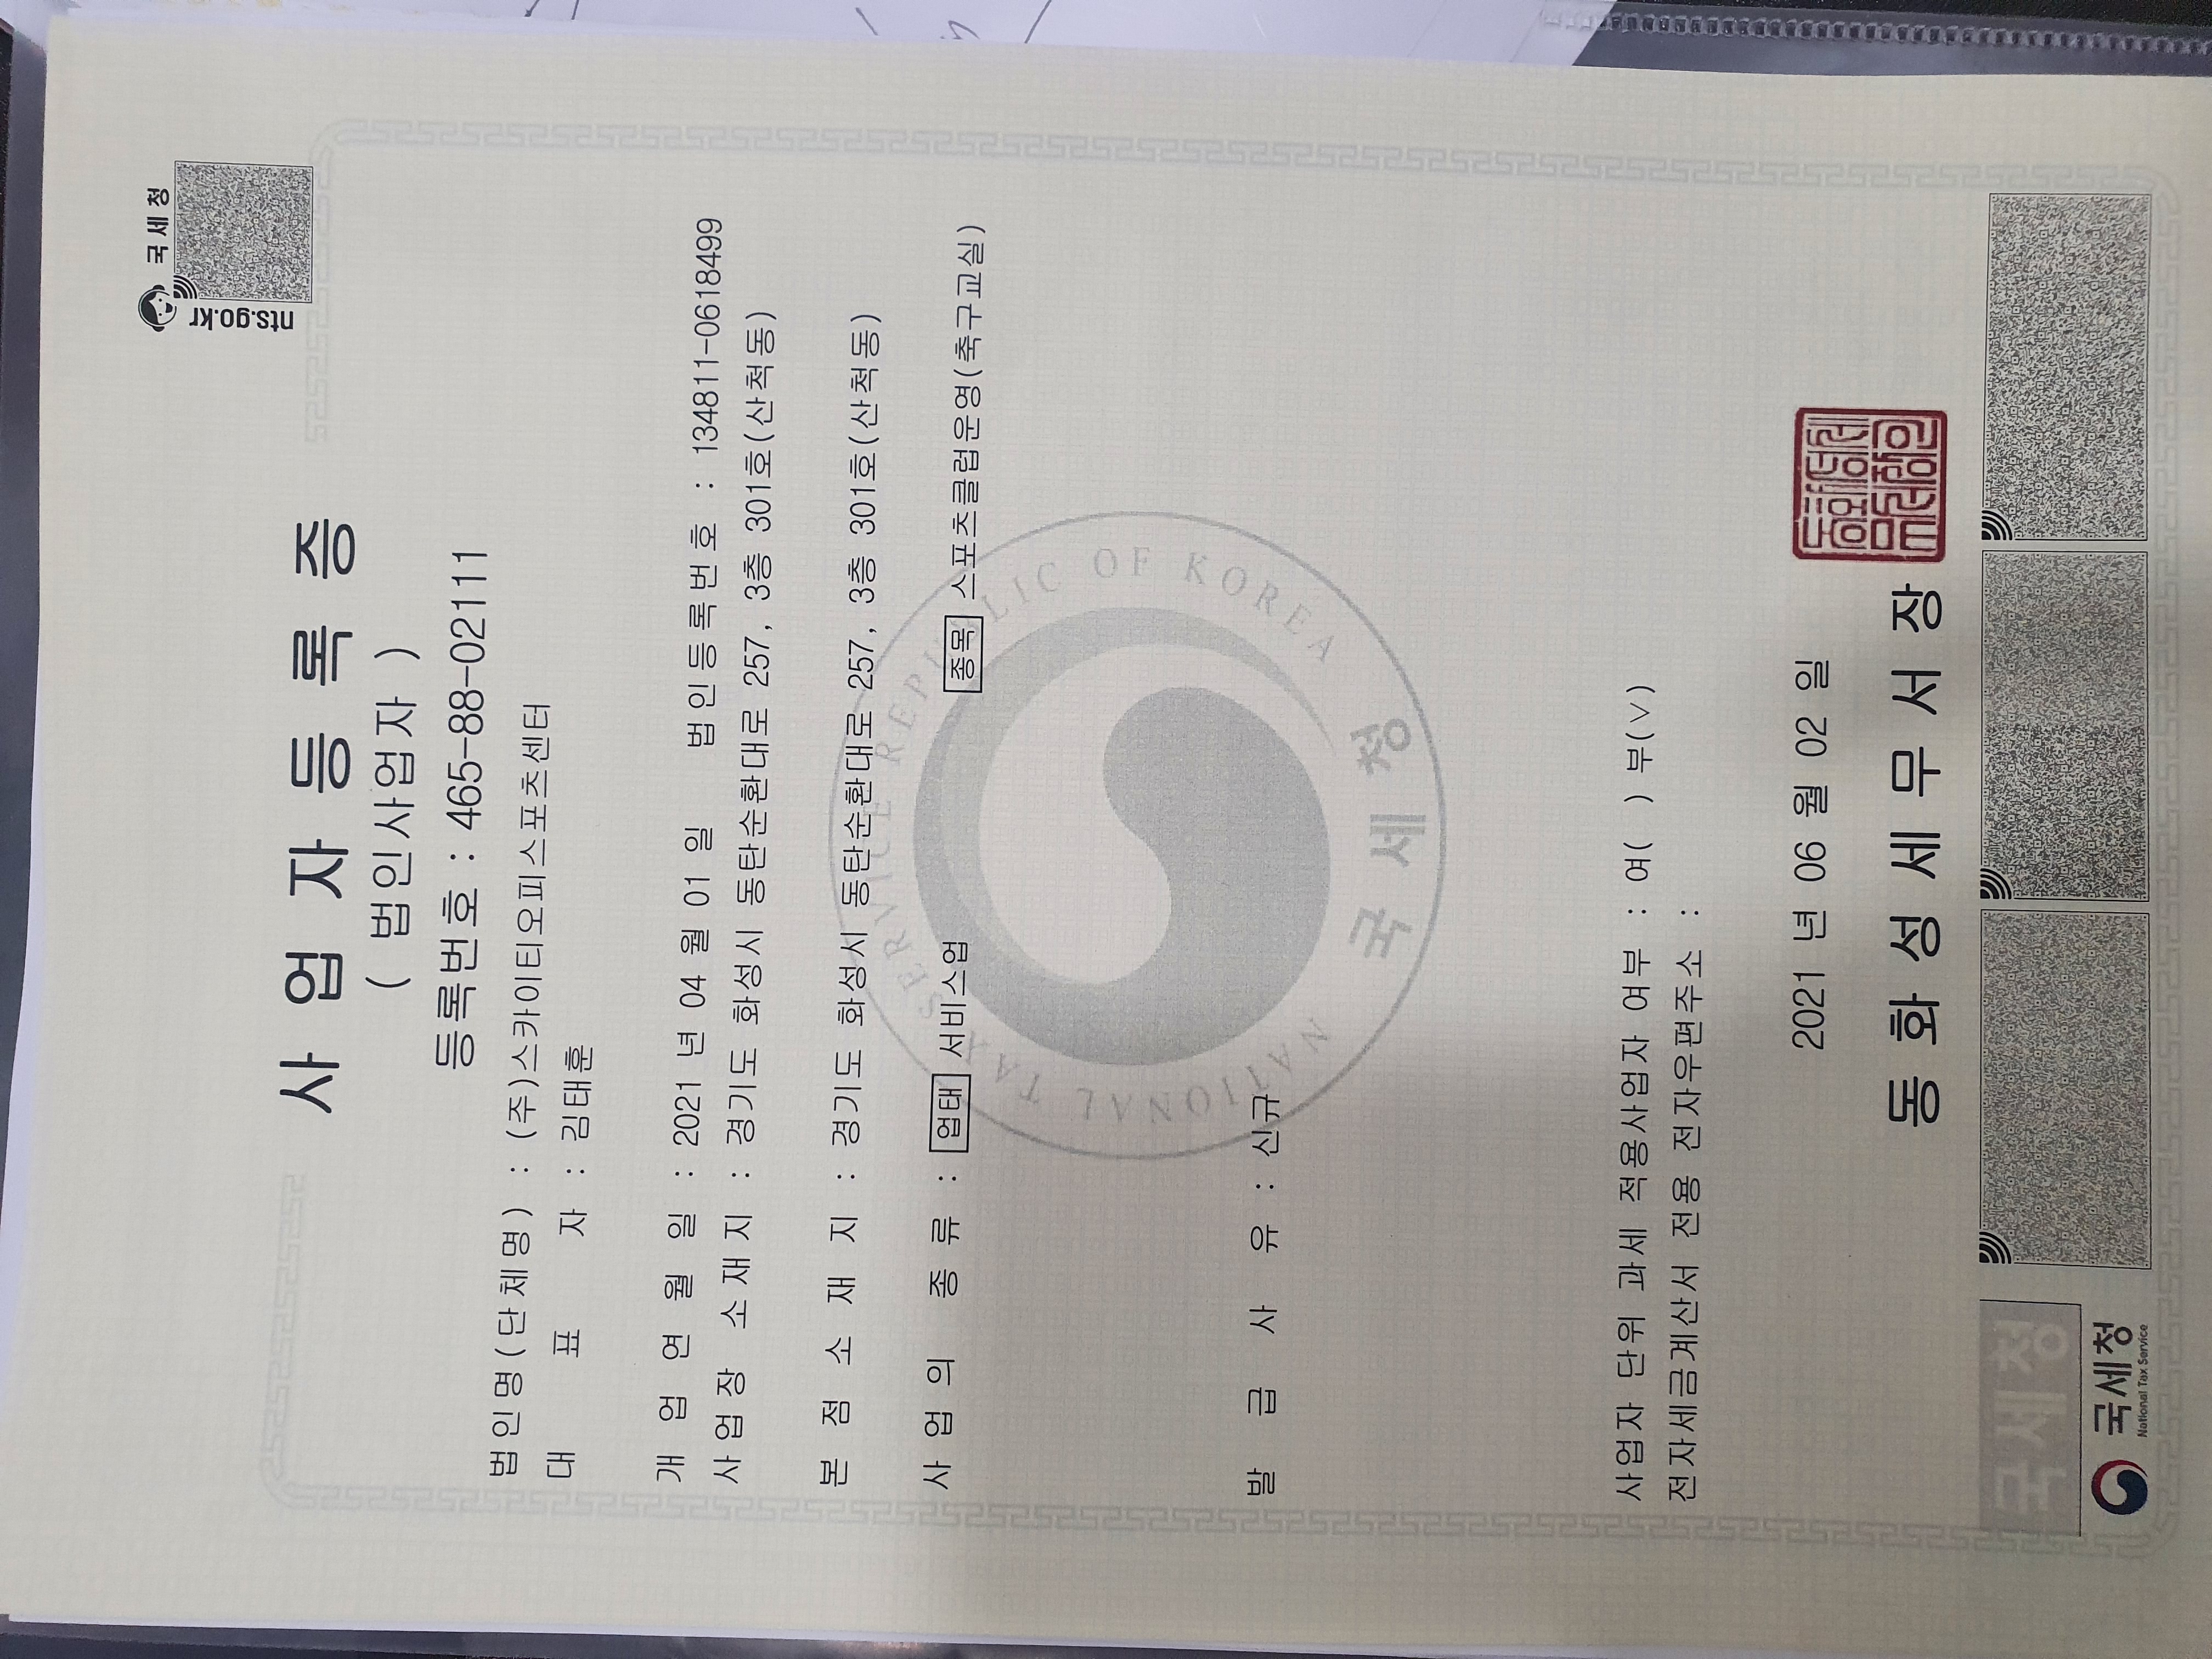 국세청
nts.go.kr
사업자등록증
( 법인사업자 )
등록번호 : 465-88-02111
법인명(단체명) : (주)스카이티오피스포츠센터
대 표 자 : 김태훈
개 업 연 월 일 : 2021 년 04 월 01 일 법인등록번호 : 134811-0618499
사업장 소재지 : 경기도 화성시 동탄순환대로 257, 3층 301호(산척동)
본 점 소 재 지 : 경기도 화성시 동탄순환대로 257, 3층 301호(산척동)
사 업 의 종 류 : 업태 서비스업 종목 스포츠클럽운영(축구교실)
NATIONAL TAX SERVICE REPUBLIC OF KOREA
발 급 사 유 : 신규
국세청
사업자 단위 과세 적용사업자 여부 : 여( ) 부(∨)
전자세금계산서 전용 전자우편주소 :
2021 년 06 월 02 일
동화성세무서장
동화성세
무서장인
국세청
국세청
National Tax Service